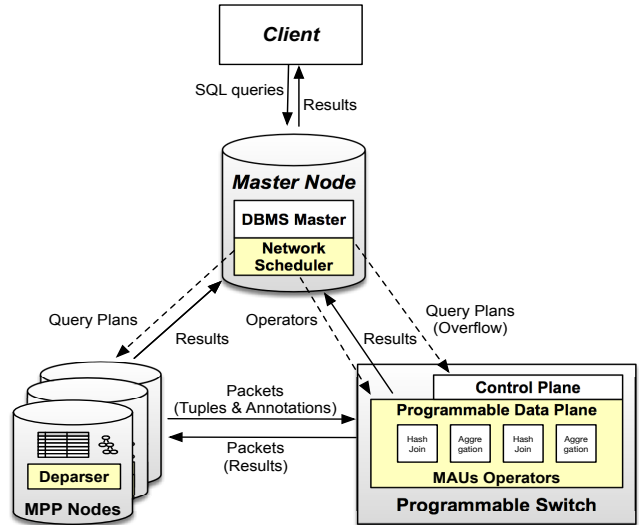 Client
SQL queries
Results
Master Node
DBMS Master
Network
Scheduler
Query Plans
Results
Operators
Results
Query Plans
(Overflow)
Packets
(Tuples & Annotations)
Packets
(Results)
Deparser
MPP Nodes
Control Plane
Programmable Data Plane
Hash
Join
Aggre
gation
Hash
Join
Aggre
gation
MAUs Operators
Programmable Switch